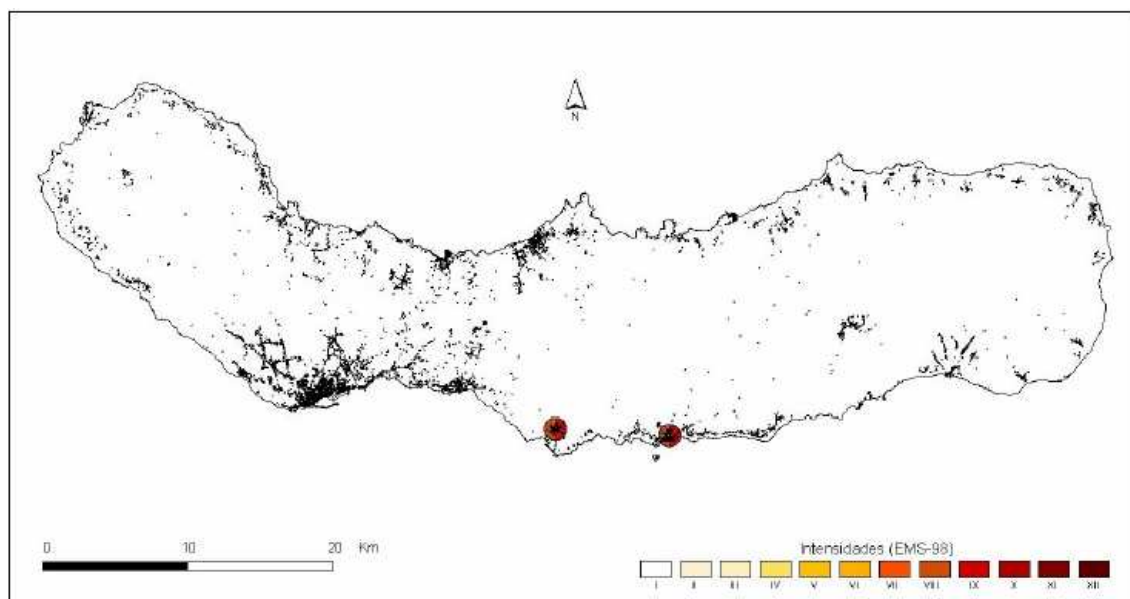 N
0 10 20 Km
Intensidades (EMS-98)
I II III IV V VI VII VIII IX X XI XII